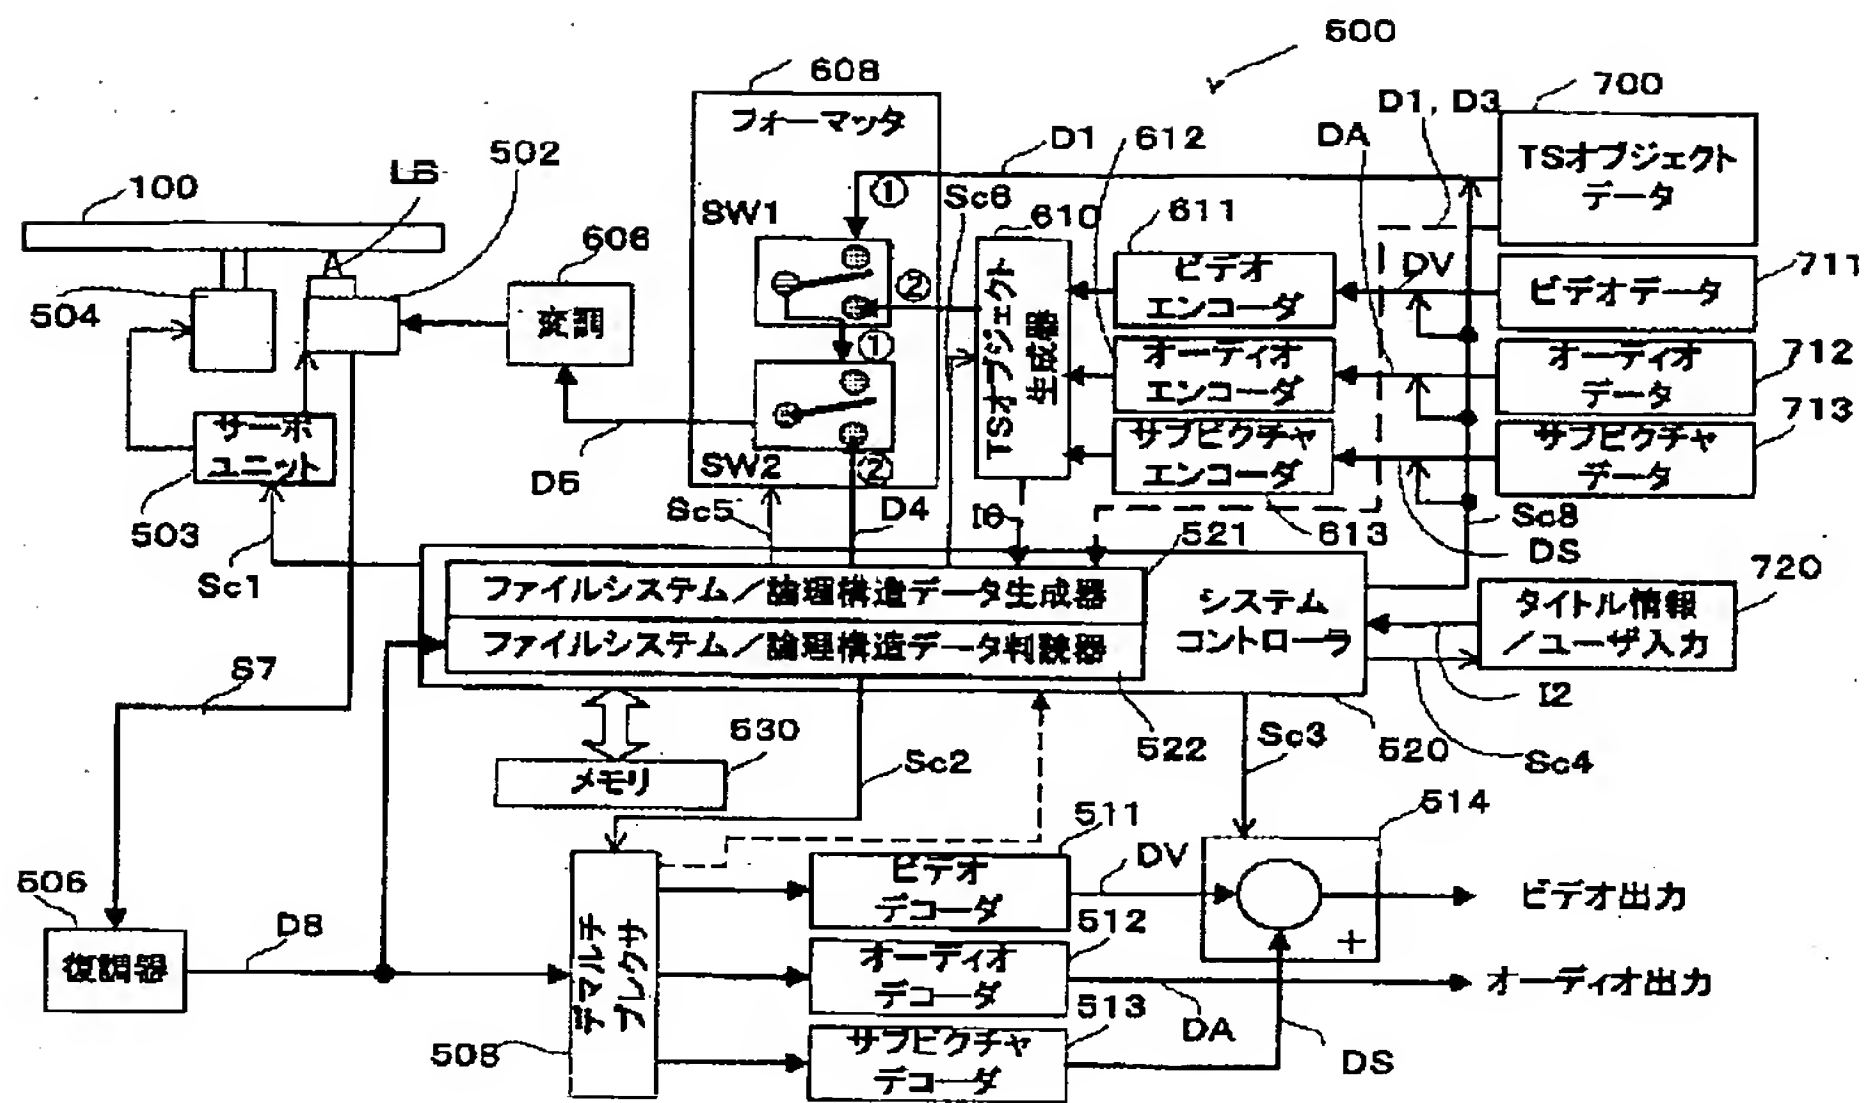 500
608
フォーマッタ
D1
612
DA
D1, D3
700
TSオブジェクト
データ
100
LB
502
①
SW1
Sc6
610
611
606
504
変調
②
TSオブジェクト
生成器
ビデオ
エンコーダ
DV
ビデオデータ
711
①
オーディオ
エンコーダ
オーディオ
データ
712
サーボ
ユニット
503
サブピクチャ
エンコーダ
サブピクチャ
データ
713
SW2
②
D6
Sc5
D4
I6
613
521
Sc8
DS
Sc1
ファイルシステム/論理構造データ生成器
ファイルシステム/論理構造データ判読器
システム
コントローラ
タイトル情報
/ユーザ入力
720
S7
I2
メモリ
530
522
Sc2
Sc3
520
Sc4
511
514
506
復調器
D8
デマルチ
プレクサ
508
ビデオ
デコーダ
DV
ビデオ出力
512
オーディオ
デコーダ
+
DA
オーディオ出力
513
サブピクチャ
デコーダ
DS